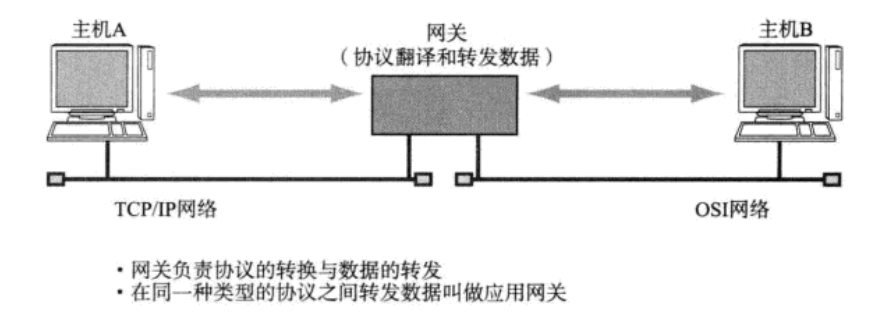 主机A
网关
（协议翻译和转发数据）
主机B
TCP/IP网络
OSI网络
・网关负责协议的转换与数据的转发
・在同一种类型的协议之间转发数据叫做应用网关